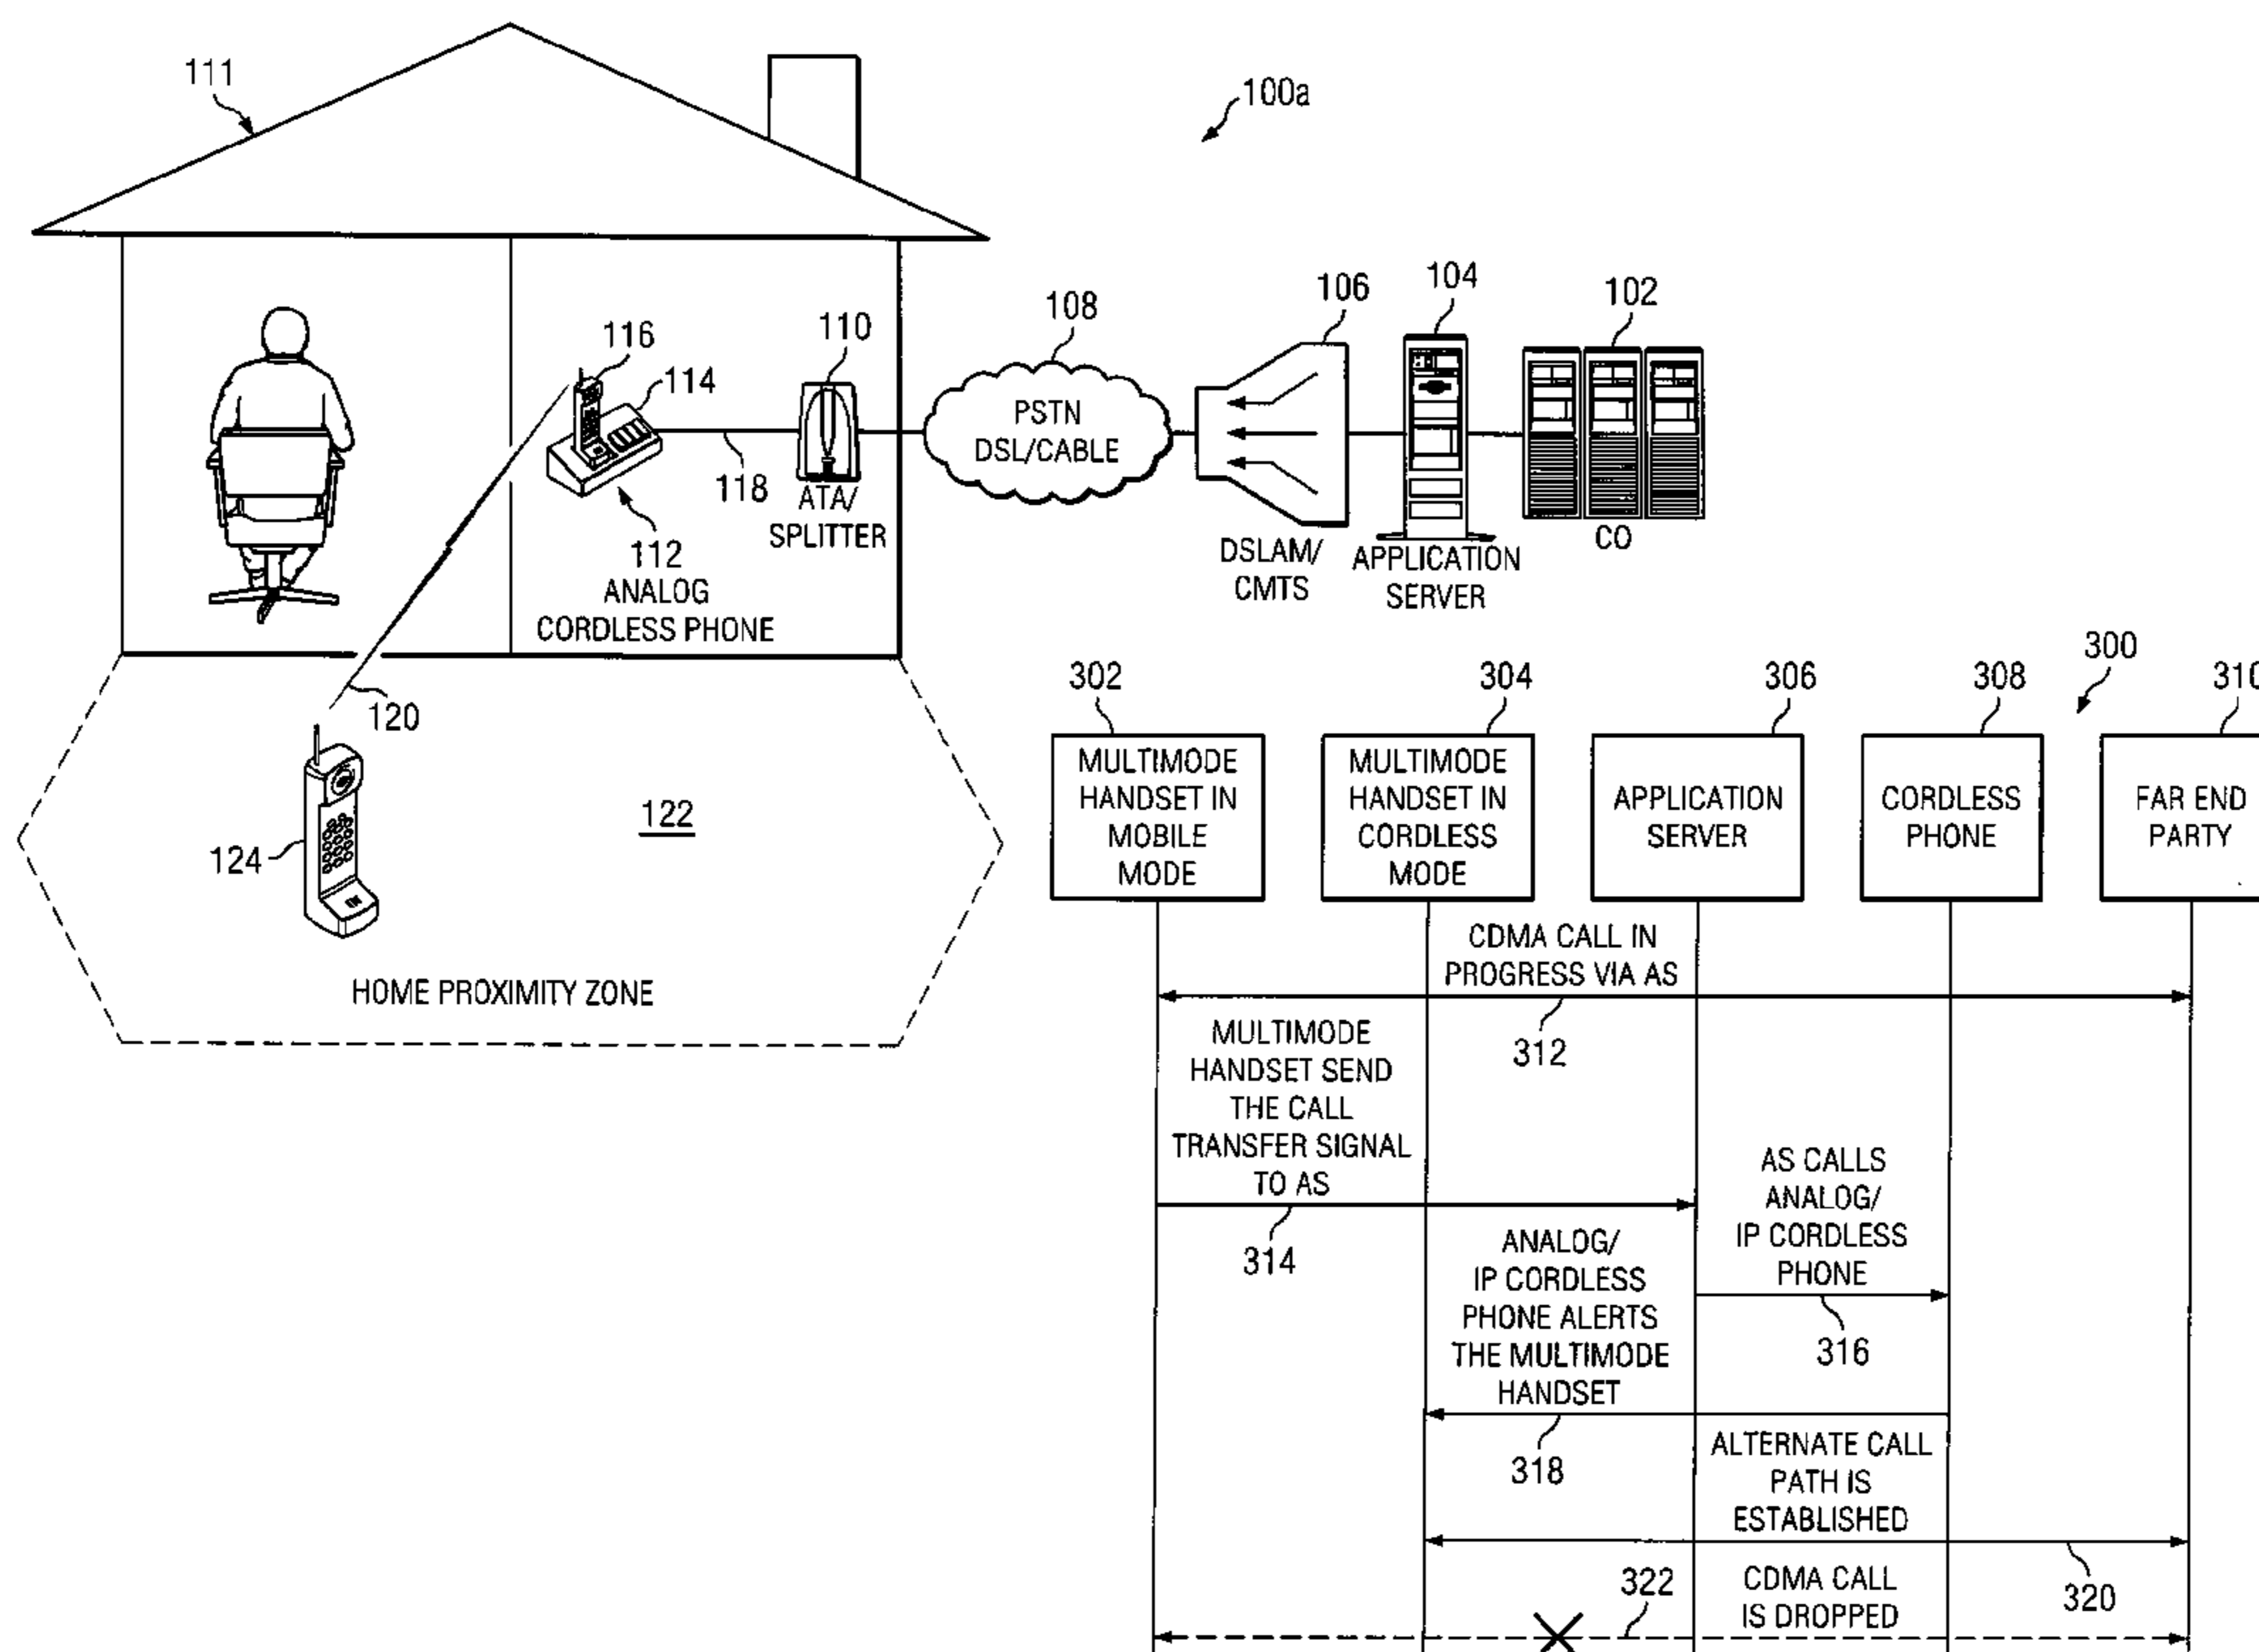 111
100a
108
106
104
102
116
110
114
PSTN
DSL/CABLE
118
ATA/
SPLITTER
112
ANALOG
CORDLESS PHONE
DSLAM/
CMTS
APPLICATION
SERVER
CO
120
122
124
HOME PROXIMITY ZONE
300
302
304
306
308
310
MULTIMODE
HANDSET IN
MOBILE
MODE
MULTIMODE
HANDSET IN
CORDLESS
MODE
APPLICATION
SERVER
CORDLESS
PHONE
FAR END
PARTY
CDMA CALL IN
PROGRESS VIA AS
312
MULTIMODE
HANDSET SEND
THE CALL
TRANSFER SIGNAL
TO AS
314
AS CALLS
ANALOG/
IP CORDLESS
PHONE
316
ANALOG/
IP CORDLESS
PHONE ALERTS
THE MULTIMODE
HANDSET
318
ALTERNATE CALL
PATH IS
ESTABLISHED
320
322
CDMA CALL
IS DROPPED